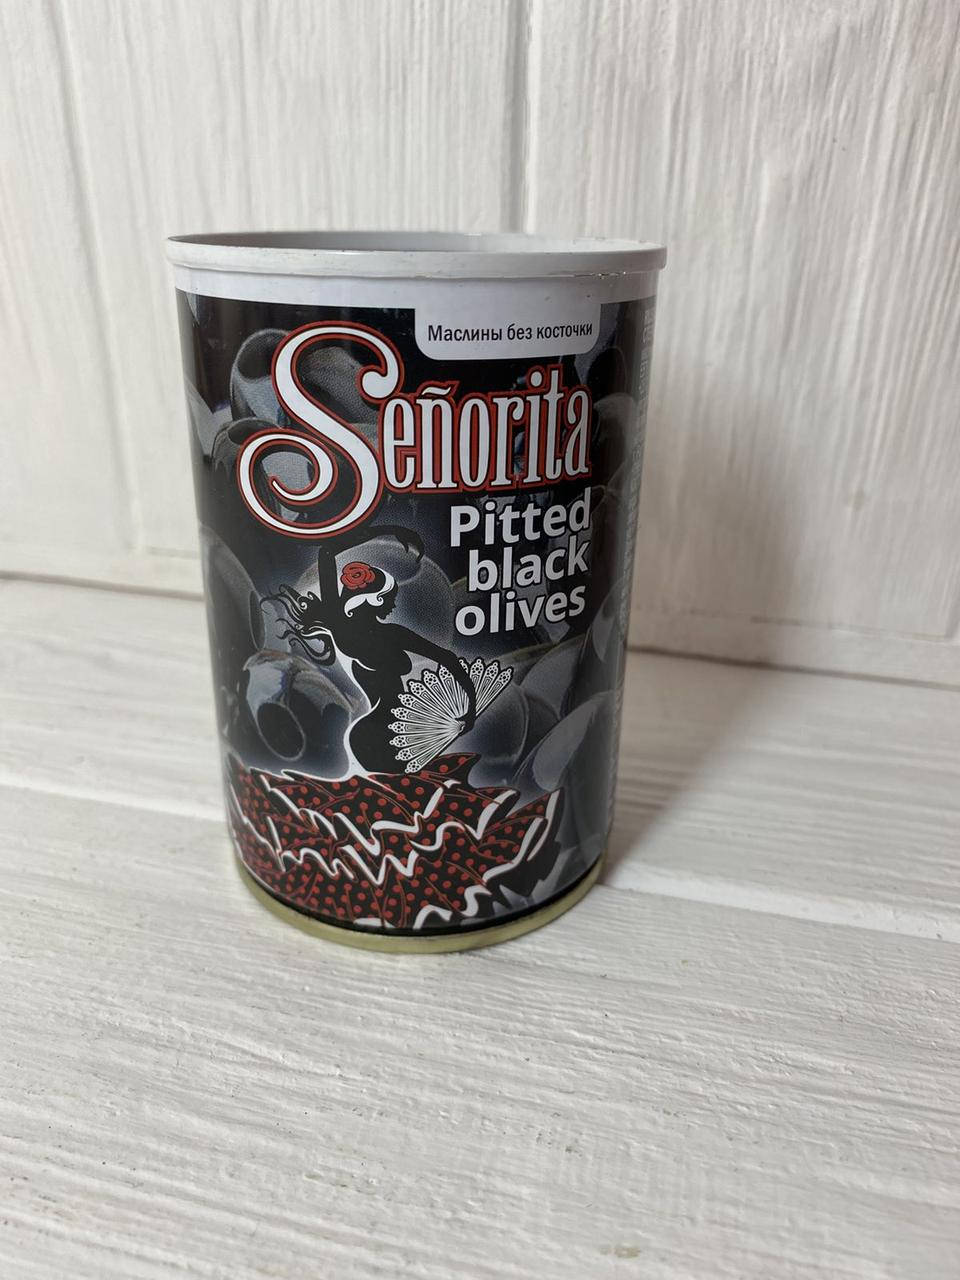 Маслины без косточки
Señorita
Pitted
black
olives